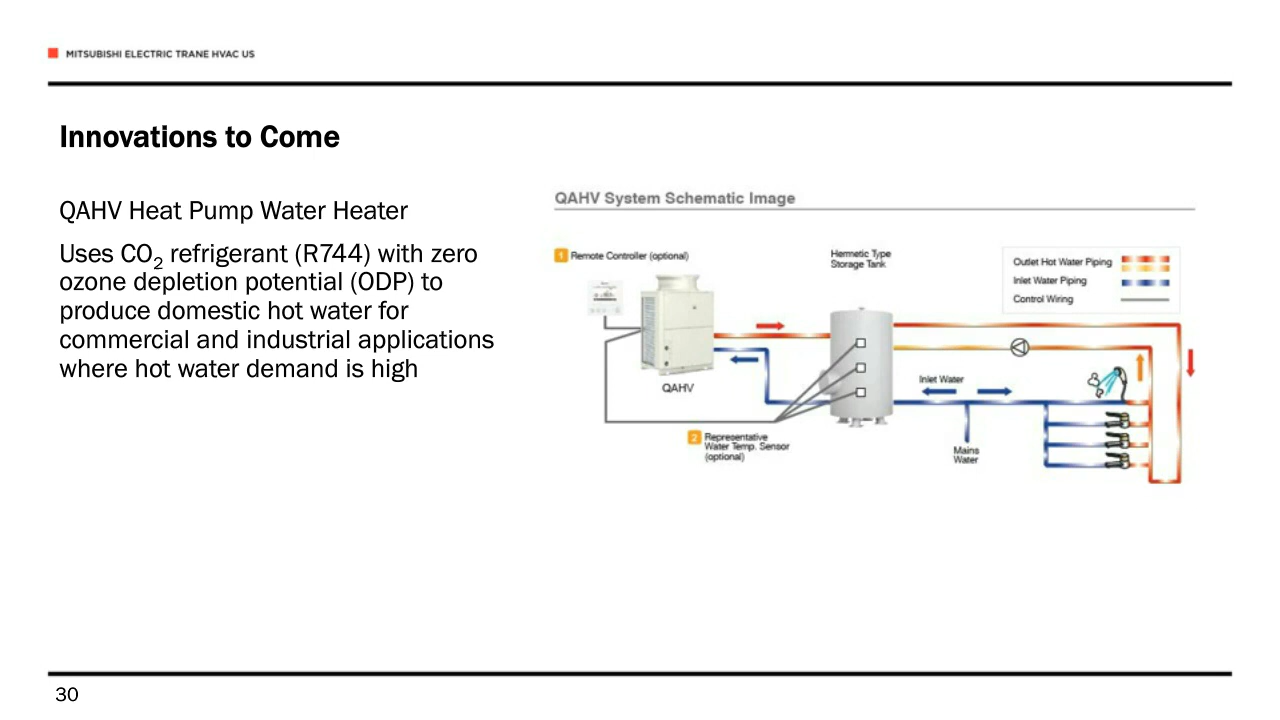 MITSUBISHI ELECTRIC TRANE HVAC US
Innovations to Come
QAHV Heat Pump Water Heater
Uses CO₂ refrigerant (R744) with zero
ozone depletion potential (ODP) to
produce domestic hot water for
commercial and industrial applications
where hot water demand is high
QAHV System Schematic Image
1 Remote Controller (optional)
Hermetic Type
Storage Tank
Outlet Hot Water Piping
Inlet Water Piping
Control Wiring
QAHV
Inlet Water
2 Representative
Water Temp. Sensor
(optional)
Mains
Water
30